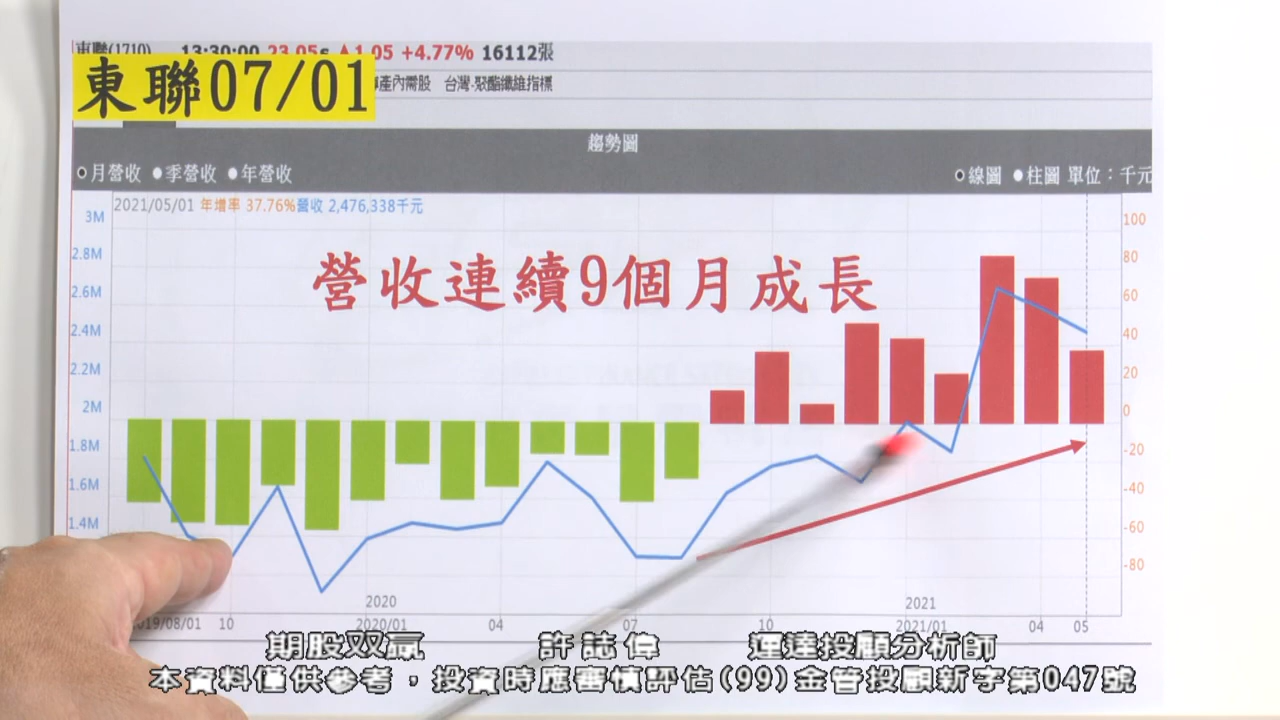 東聯(1710) 13:30:00 23.05s ▲1.05 +4.77% 16112張
東聯07/01
產內需股 台灣-聚酯纖維指標
趨勢圖
月營收 季營收 年營收
線圖 柱圖 單位：千元
2021/05/01 年增率 37.76%營收 2,476,338千元
營收連續9個月成長
3M
2.8M
2.6M
2.4M
2.2M
2M
1.8M
1.6M
1.4M
100
80
60
40
20
0
-20
-40
-60
-80
2020 2021
019/08/01 10 2020/01 04 07 10 2021/01 04 05
期股双贏 許誌偉 運達投顧分析師
本資料僅供參考，投資時應審慎評估(99)金管投顧新字第047號